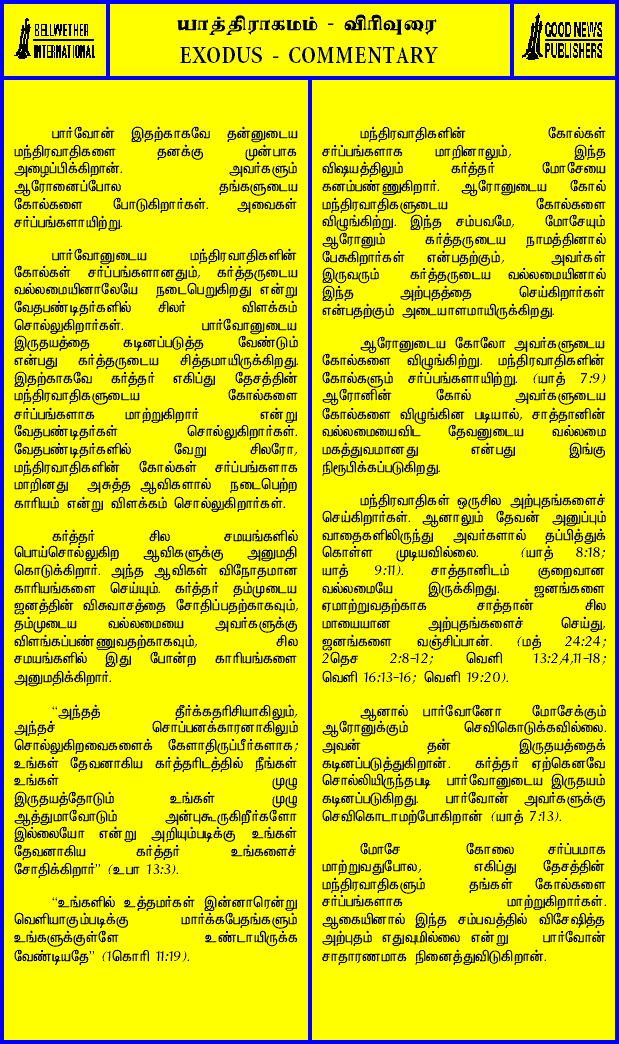 BELLWETHER
INTERNATIONAL
யாத்திராகமம் - விரிவுரை
EXODUS - COMMENTARY
GOOD NEWS
PUBLISHERS
பார்வோன் இதற்காகவே தன்னுடைய
மந்திரவாதிகளை தனக்கு முன்பாக
அழைப்பிக்கிறான். அவர்களும்
ஆரோனைப்போல தங்களுடைய
கோல்களை போடுகிறார்கள். அவைகள்
சர்ப்பங்களாயிற்று.
பார்வோனுடைய மந்திரவாதிகளின்
கோல்கள் சர்ப்பங்களானதும், கர்த்தருடைய
வல்லமையினாலேயே நடைபெறுகிறது என்று
வேதபண்டிதர்களில் சிலர் விளக்கம்
சொல்லுகிறார்கள். பார்வோனுடைய
இருதயத்தை கடினப்படுத்த வேண்டும்
என்பது கர்த்தருடைய சித்தமாயிருக்கிறது.
இதற்காகவே கர்த்தர் எகிப்து தேசத்தின்
மந்திரவாதிகளுடைய கோல்களை
சர்ப்பங்களாக மாற்றுகிறார் என்று
வேதபண்டிதர்கள் சொல்லுகிறார்கள்.
வேதபண்டிதர்களில் வேறு சிலரோ,
மந்திரவாதிகளின் கோல்கள் சர்ப்பங்களாக
மாறினது அசுத்த ஆவிகளால் நடைபெற்ற
காரியம் என்று விளக்கம் சொல்லுகிறார்கள்.
கர்த்தர் சில சமயங்களில்
பொய்சொல்லுகிற ஆவிகளுக்கு அனுமதி
கொடுக்கிறார். அந்த ஆவிகள் விநோதமான
காரியங்களை செய்யும். கர்த்தர் தம்முடைய
ஜனத்தின் விசுவாசத்தை சோதிப்பதற்காகவும்,
தம்முடைய வல்லமையை அவர்களுக்கு
விளங்கப்பண்ணுவதற்காகவும், சில
சமயங்களில் இது போன்ற காரியங்களை
அனுமதிக்கிறார்.
“அந்தத் தீர்க்கதரிசியாகிலும்,
அந்தச் சொப்பனக்காரனாகிலும்
சொல்லுகிறவைகளைக் கேளாதிருப்பீர்களாக;
உங்கள் தேவனாகிய கர்த்தரிடத்தில் நீங்கள்
உங்கள் முழு
இருதயத்தோடும் உங்கள் முழு
ஆத்துமாவோடும் அன்புகூருகிறீர்களோ
இல்லையோ என்று அறியும்படிக்கு உங்கள்
தேவனாகிய கர்த்தர் உங்களைச்
சோதிக்கிறார்” (உபா 13:3).
“உங்களில் உத்தமர்கள் இன்னாரென்று
வெளியாகும்படிக்கு மார்க்கபேதங்களும்
உங்களுக்குள்ளே உண்டாயிருக்க
வேண்டியதே” (1கொரி 11:19).
மந்திரவாதிகளின் கோல்கள்
சர்ப்பங்களாக மாறினாலும், இந்த
விஷயத்திலும் கர்த்தர் மோசேயை
கனம்பண்ணுகிறார். ஆரோனுடைய கோல்
மந்திரவாதிகளுடைய கோல்களை
விழுங்கிற்று. இந்த சம்பவமே, மோசேயும்
ஆரோனும் கர்த்தருடைய நாமத்தினால்
பேசுகிறார்கள் என்பதற்கும், அவர்கள்
இருவரும் கர்த்தருடைய வல்லமையினால்
இந்த அற்புதத்தை செய்கிறார்கள்
என்பதற்கும் அடையாளமாயிருக்கிறது.
ஆரோனுடைய கோலோ அவர்களுடைய
கோல்களை விழுங்கிற்று. மந்திரவாதிகளின்
கோல்களும் சர்ப்பங்களாயிற்று. (யாத் 7:9)
ஆரோனின் கோல் அவர்களுடைய
கோல்களை விழுங்கின படியால், சாத்தானின்
வல்லமையைவிட தேவனுடைய வல்லமை
மகத்துவமானது என்பது இங்கு
நிரூபிக்கப்படுகிறது.
மந்திரவாதிகள் ஒருசில அற்புதங்களைச்
செய்கிறார்கள். ஆனாலும் தேவன் அனுப்பும்
வாதைகளிலிருந்து அவர்களால் தப்பித்துக்
கொள்ள முடியவில்லை. (யாத் 8:18;
யாத் 9:11). சாத்தானிடம் குறைவான
வல்லமையே இருக்கிறது. ஜனங்களை
ஏமாற்றுவதற்காக சாத்தான் சில
மாயையான அற்புதங்களைச் செய்து,
ஜனங்களை வஞ்சிப்பான். (மத் 24:24;
2தெச 2:8-12; வெளி 13:2,4,11-18;
வெளி 16:13-16; வெளி 19:20).
ஆனால் பார்வோனோ மோசேக்கும்
ஆரோனுக்கும் செவிகொடுக்கவில்லை.
அவன் தன் இருதயத்தைக்
கடினப்படுத்துகிறான். கர்த்தர் ஏற்கெனவே
சொல்லியிருந்தபடி பார்வோனுடைய இருதயம்
கடினப்படுகிறது. பார்வோன் அவர்களுக்கு
செவிகொடாமற்போகிறான் (யாத் 7:13).
மோசே கோலை சர்ப்பமாக
மாற்றுவதுபோல, எகிப்து தேசத்தின்
மந்திரவாதிகளும் தங்கள் கோல்களை
சர்ப்பங்களாக மாற்றுகிறார்கள்.
ஆகையினால் இந்த சம்பவத்தில் விசேஷித்த
அற்புதம் எதுவுமில்லை என்று பார்வோன்
சாதாரணமாக நினைத்துவிடுகிறான்.